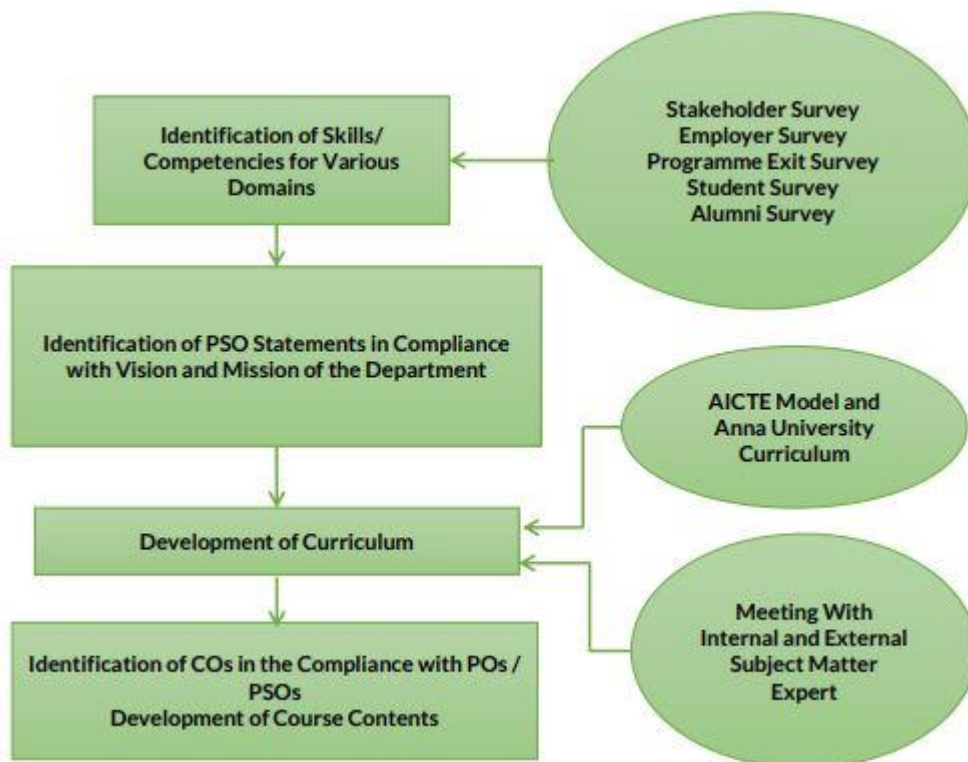 Identification of Skills/
Competencies for Various
Domains
Stakeholder Survey
Employer Survey
Programme Exit Survey
Student Survey
Alumni Survey
Identification of PSO Statements in Compliance
with Vision and Mission of the Department
AICTE Model and
Anna University
Curriculum
Development of Curriculum
Meeting With
Internal and External
Subject Matter
Expert
Identification of COs in the Compliance with POs /
PSOs
Development of Course Contents